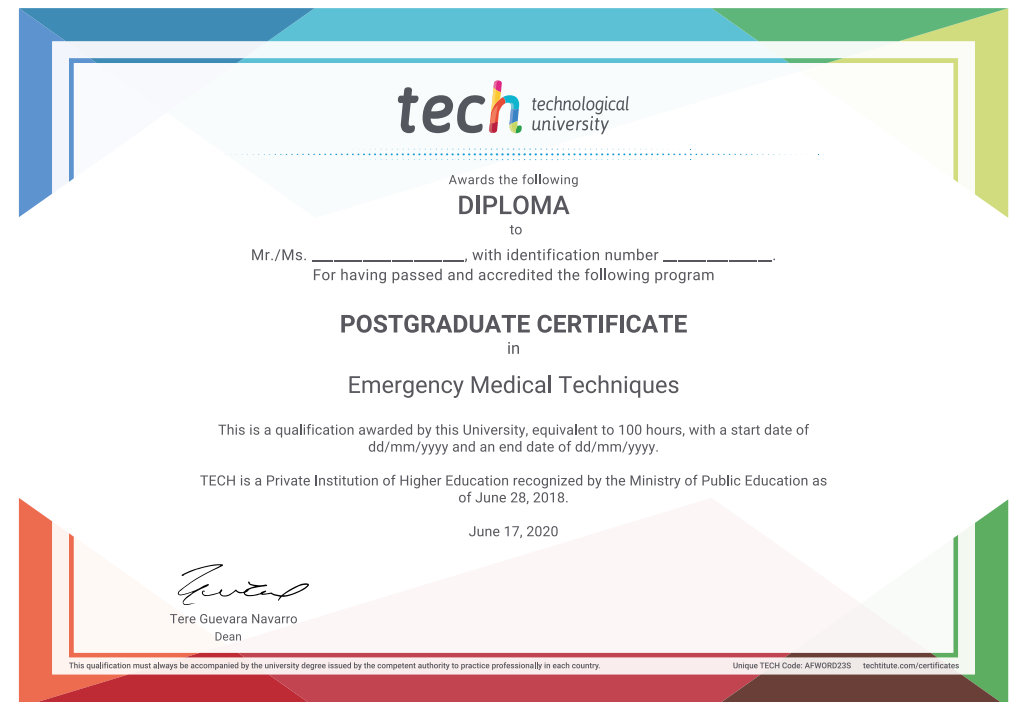 tech technological
university
Awards the following
DIPLOMA
to
Mr./Ms. ___________________, with identification number ______________.
For having passed and accredited the following program
POSTGRADUATE CERTIFICATE
in
Emergency Medical Techniques
This is a qualification awarded by this University, equivalent to 100 hours, with a start date of
dd/mm/yyyy and an end date of dd/mm/yyyy.
TECH is a Private Institution of Higher Education recognized by the Ministry of Public Education as
of June 28, 2018.
June 17, 2020
Tere Guevara Navarro
Dean
This qualification must always be accompanied by the university degree issued by the competent authority to practice professionally in each country.
Unique TECH Code: AFWORD23S techtitute.com/certificates